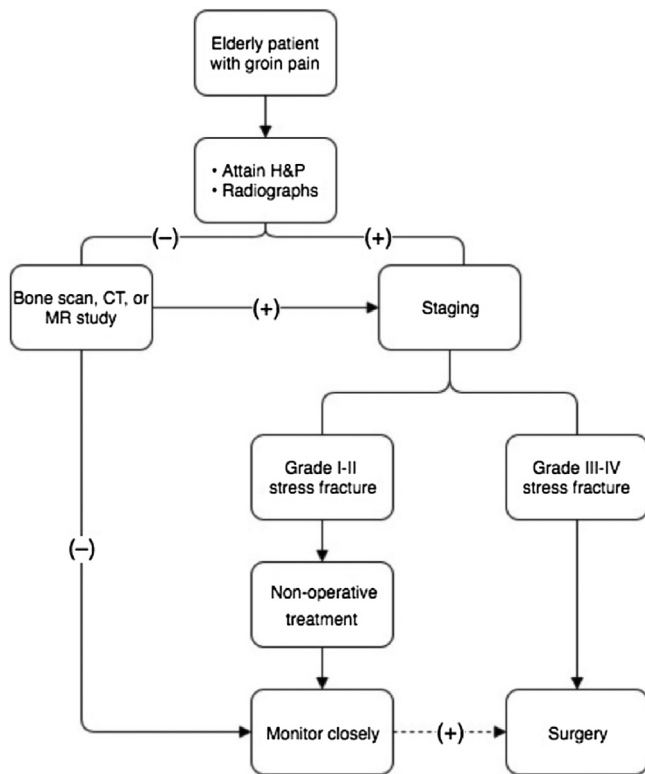 Elderly patient
with groin pain
• Attain H&P
• Radiographs
(–)
(+)
Bone scan, CT, or
MR study
(+)
Staging
Grade I-II
stress fracture
Grade III-IV
stress fracture
(–)
Non-operative
treatment
Monitor closely
(+)
Surgery